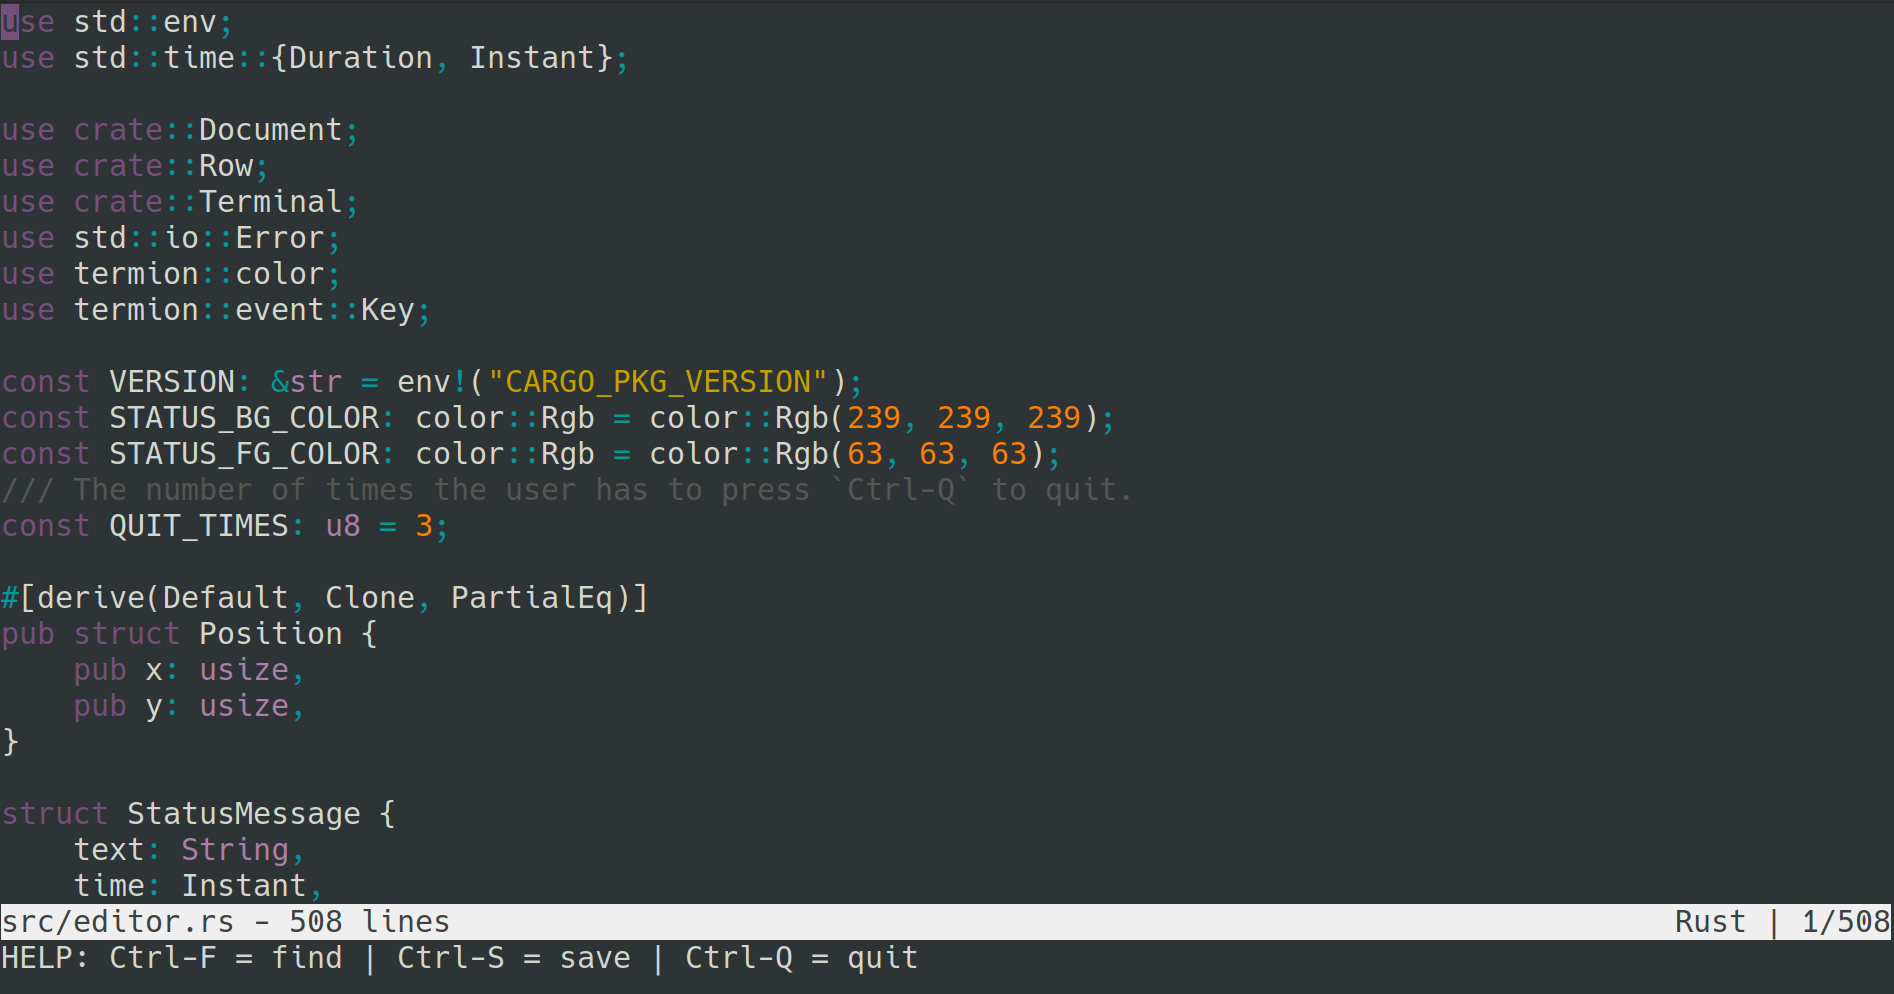 use std::env;
use std::time::{Duration, Instant};

use crate::Document;
use crate::Row;
use crate::Terminal;
use std::io::Error;
use termion::color;
use termion::event::Key;

const VERSION: &str = env!("CARGO_PKG_VERSION");
const STATUS_BG_COLOR: color::Rgb = color::Rgb(239, 239, 239);
const STATUS_FG_COLOR: color::Rgb = color::Rgb(63, 63, 63);
/// The number of times the user has to press `Ctrl-Q` to quit.
const QUIT_TIMES: u8 = 3;

#[derive(Default, Clone, PartialEq)]
pub struct Position {
    pub x: usize,
    pub y: usize,
}

struct StatusMessage {
    text: String,
    time: Instant,
src/editor.rs - 508 lines Rust | 1/508
HELP: Ctrl-F = find | Ctrl-S = save | Ctrl-Q = quit